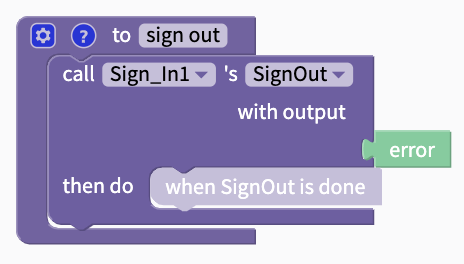 ? to sign out
call Sign_In1 's SignOut
with output
error
then do when SignOut is done